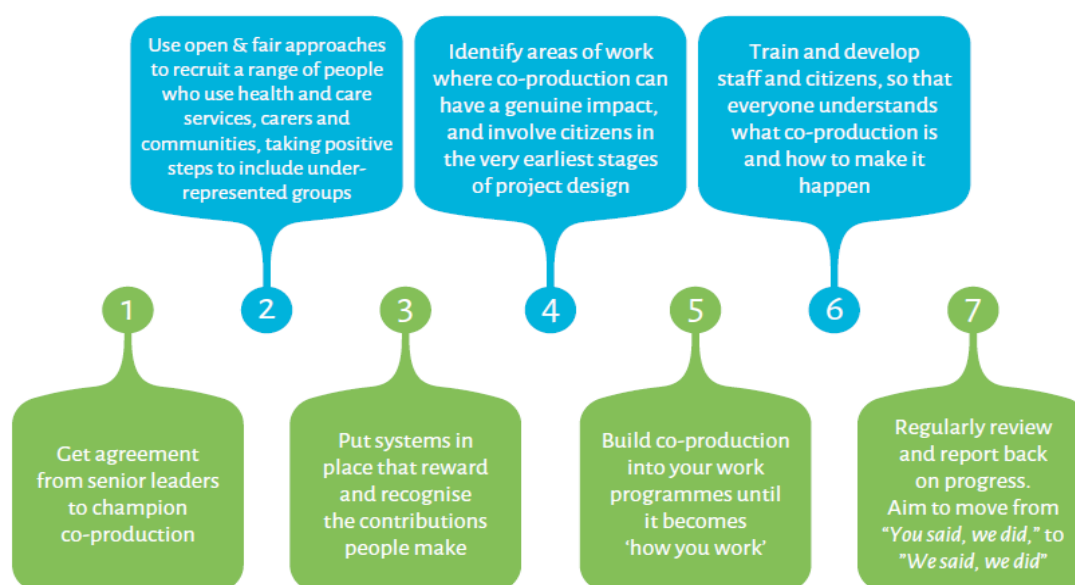 1
Get agreement
from senior leaders
to champion
co-production
2
Use open & fair approaches
to recruit a range of people
who use health and care
services, carers and
communities, taking positive
steps to include under-
represented groups
3
Put systems in
place that reward
and recognise
the contributions
people make
4
Identify areas of work
where co-production can
have a genuine impact,
and involve citizens in
the very earliest stages
of project design
5
Build co-production
into your work
programmes until
it becomes
‘how you work’
6
Train and develop
staff and citizens, so that
everyone understands
what co-production is
and how to make it
happen
7
Regularly review
and report back
on progress.
Aim to move from
“You said, we did,” to
”We said, we did”